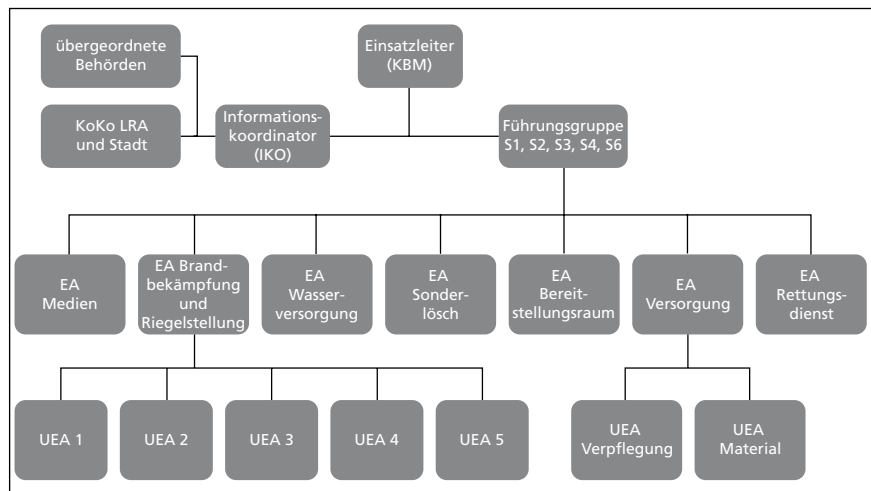 übergeordnete
Behörden
Einsatzleiter
(KBM)
KoKo LRA
und Stadt
Informations-
koordinator
(IKO)
Führungsgruppe
S1, S2, S3, S4, S6
EA
Medien
EA Brand-
bekämpfung
und
Riegelstellung
EA
Wasser-
versorgung
EA
Sonder-
lösch
EA
Bereit-
stellungsraum
EA
Versorgung
EA
Rettungs-
dienst
UEA 1
UEA 2
UEA 3
UEA 4
UEA 5
UEA
Verpflegung
UEA
Material